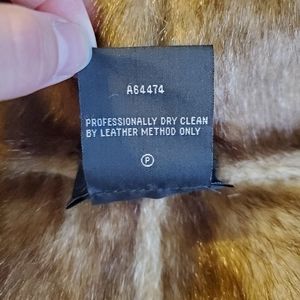 A64474
PROFESSIONALLY DRY CLEAN
BY LEATHER METHOD ONLY
P